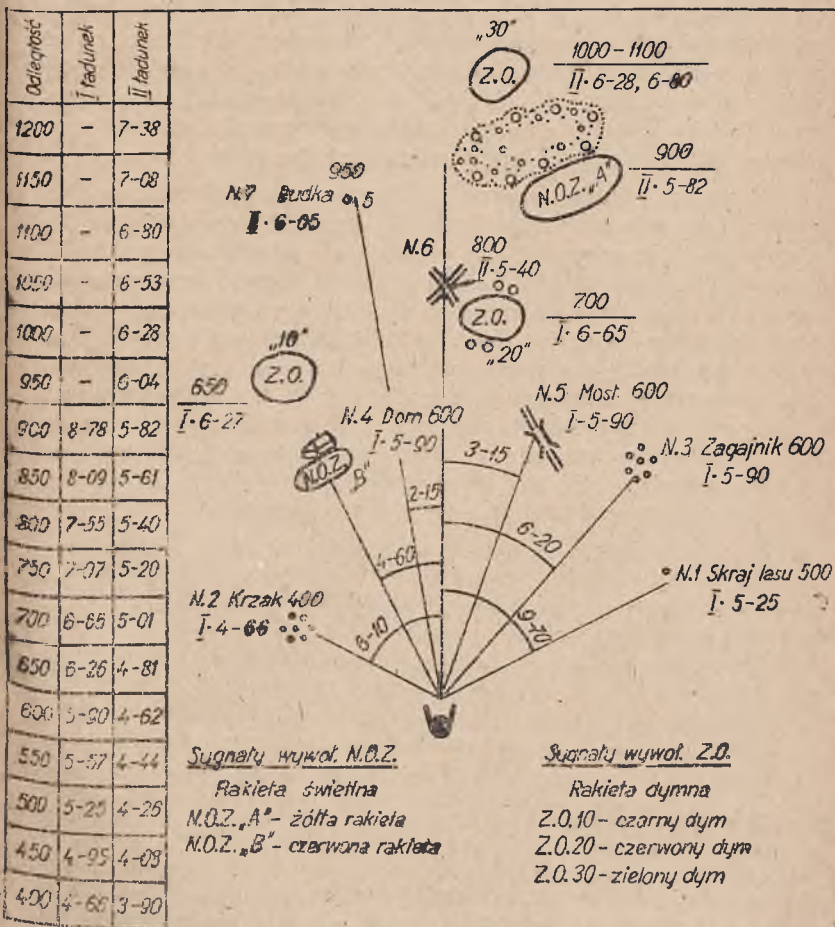 Odległość I ładunek II ładunek
1200 – 7-38
1150 – 7-08
1100 – 6-80
1050 – 6-53
1000 – 6-28
950 – 6-04
900 8-78 5-82
850 8-09 5-61
800 7-55 5-40
750 7-07 5-20
700 6-65 5-01
650 6-26 4-81
600 5-90 4-62
550 5-57 4-44
500 5-25 4-26
450 4-95 4-08
400 4-66 3-90
„30"
Z.O.
1000–1100
II· 6-28, 6-80
N.O.Z. „A"
900
II· 5-82
950
N.7 Budka 5
II· 6-05
N.6
800
II·5-40
Z.O.
„20"
700
I· 6-65
„10"
Z.O.
650
I·6-27
N.4 Dom 600
I·5-90
N.O.Z. „B"
N.5 Most 600
I-5-90
N.3 Zagajnik 600
I·5-90
N.1 Skraj lasu 500
I·5-25
N.2 Krzak 400
I·4-66
3-15
2-15
4-60
6-20
6-10
9-70
Sygnały wywoł. N.O.Z.
Rakieta świetlna
N.O.Z. „A"– żółta rakieta
N.O.Z. „B"– czerwona rakieta
Sygnały wywoł. Z.O.
Rakieta dymna
Z.O.10 – czarny dym
Z.O.20 – czerwony dym
Z.O.30 – zielony dym